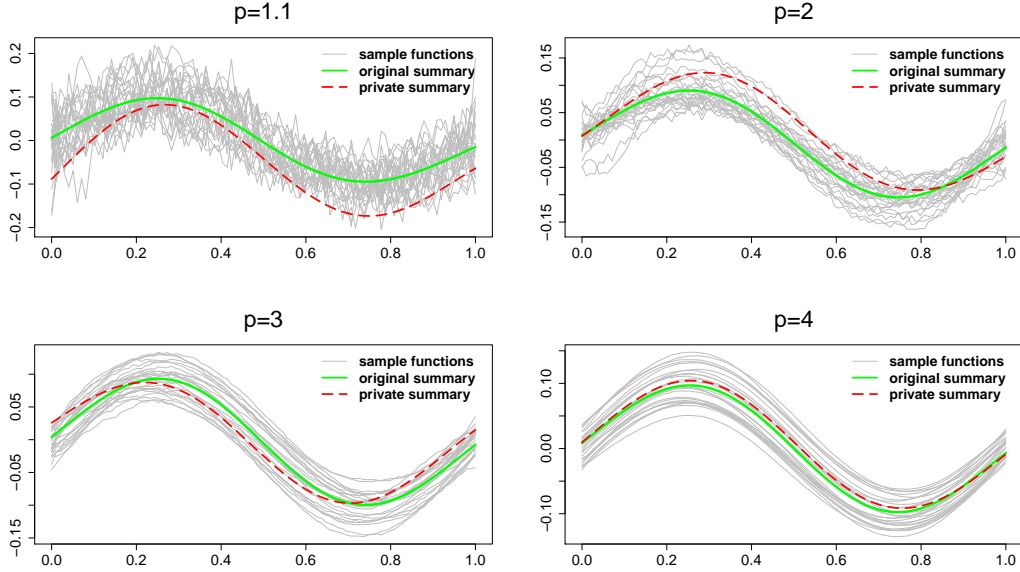 p=1.1
sample functions
original summary
private summary
0.2
0.1
0.0
−0.1
−0.2
0.0 0.2 0.4 0.6 0.8 1.0
p=2
sample functions
original summary
private summary
0.15
0.05
−0.05
−0.15
0.0 0.2 0.4 0.6 0.8 1.0
p=3
sample functions
original summary
private summary
0.05
−0.05
−0.15
0.0 0.2 0.4 0.6 0.8 1.0
p=4
sample functions
original summary
private summary
0.10
0.00
−0.10
0.0 0.2 0.4 0.6 0.8 1.0